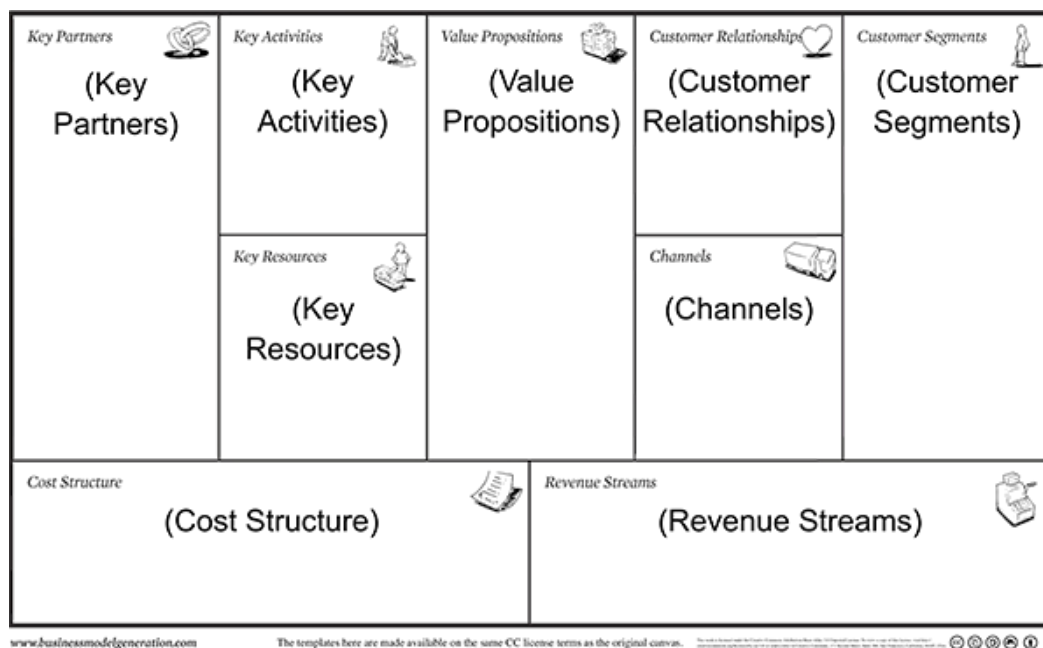 Key Partners
(Key
Partners)
Key Activities
(Key
Activities)
Value Propositions
(Value
Propositions)
Customer Relationships
(Customer
Relationships)
Customer Segments
(Customer
Segments)
Key Resources
(Key
Resources)
Channels
(Channels)
Cost Structure
(Cost Structure)
Revenue Streams
(Revenue Streams)
www.businessmodelgeneration.com
The templates here are made available on the same CC license terms as the original canvas.